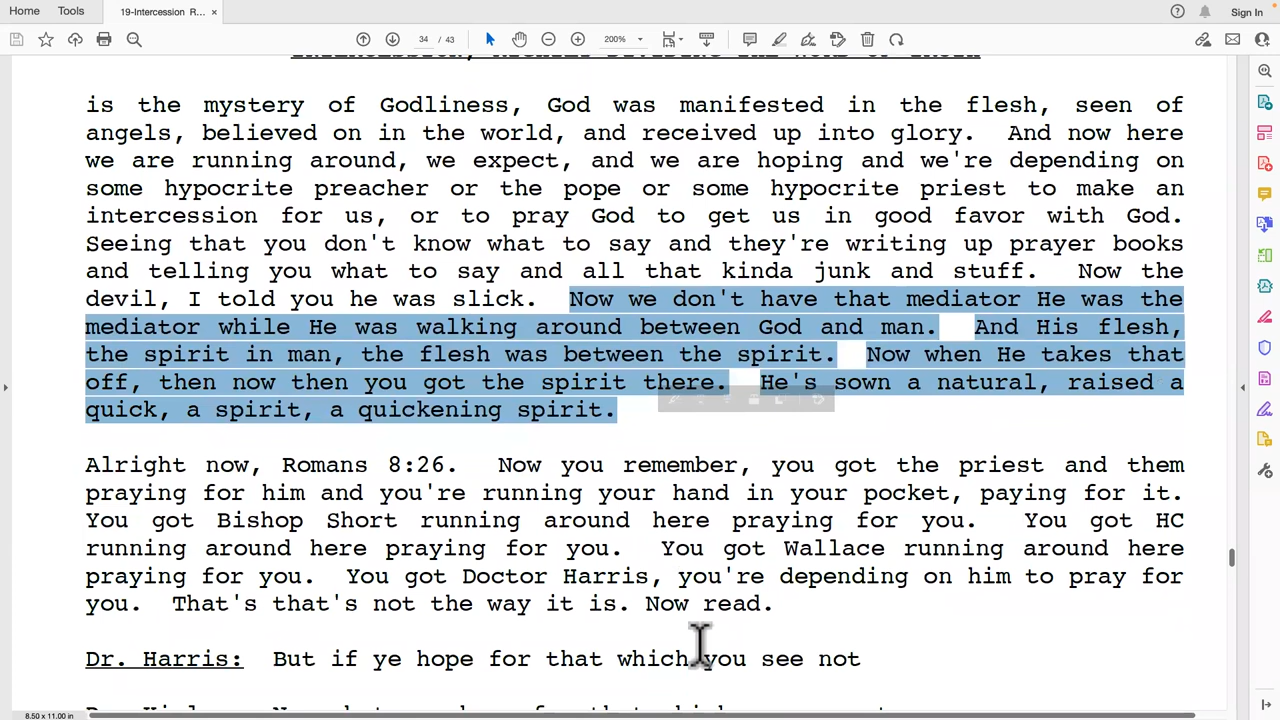 Home Tools 19-Intercession R... × Sign In
34 / 43 200%
is the mystery of Godliness, God was manifested in the flesh, seen of
angels, believed on in the world, and received up into glory. And now here
we are running around, we expect, and we are hoping and we're depending on
some hypocrite preacher or the pope or some hypocrite priest to make an
intercession for us, or to pray God to get us in good favor with God.
Seeing that you don't know what to say and they're writing up prayer books
and telling you what to say and all that kinda junk and stuff. Now the
devil, I told you he was slick. Now we don't have that mediator He was the
mediator while He was walking around between God and man. And His flesh,
the spirit in man, the flesh was between the spirit. Now when He takes that
off, then now then you got the spirit there. He's sown a natural, raised a
quick, a spirit, a quickening spirit.
Alright now, Romans 8:26. Now you remember, you got the priest and them
praying for him and you're running your hand in your pocket, paying for it.
You got Bishop Short running around here praying for you. You got HC
running around here praying for you. You got Wallace running around here
praying for you. You got Doctor Harris, you're depending on him to pray for
you. That's that's not the way it is. Now read.
Dr. Harris: But if ye hope for that which you see not
8.50 x 11.00 in